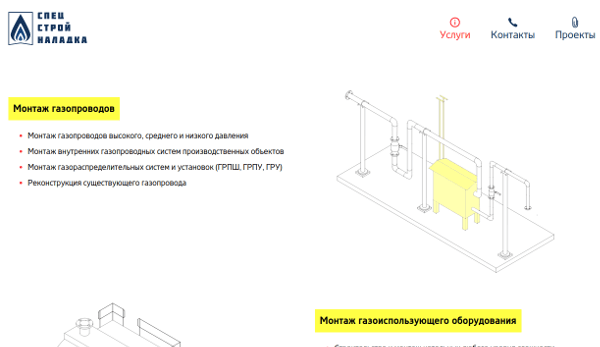 СПЕЦ
СТРОЙ
НАЛАДКА
Услуги
Контакты
Проекты
Монтаж газопроводов
Монтаж газопроводов высокого, среднего и низкого давления
Монтаж внутренних газопроводных систем производственных объектов
Монтаж газораспределительных систем и установок (ГРПШ, ГРПУ, ГРУ)
Реконструкция существующего газопровода
Монтаж газоиспользующего оборудования